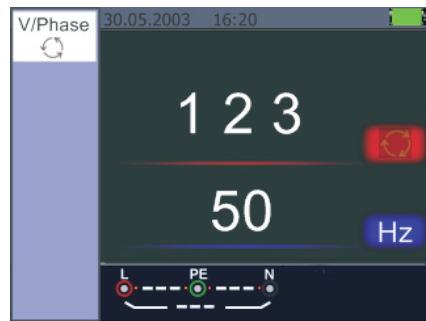 V/Phase
30.05.2003 16:20
1 2 3
50
Hz
L PE N
--- ---
---